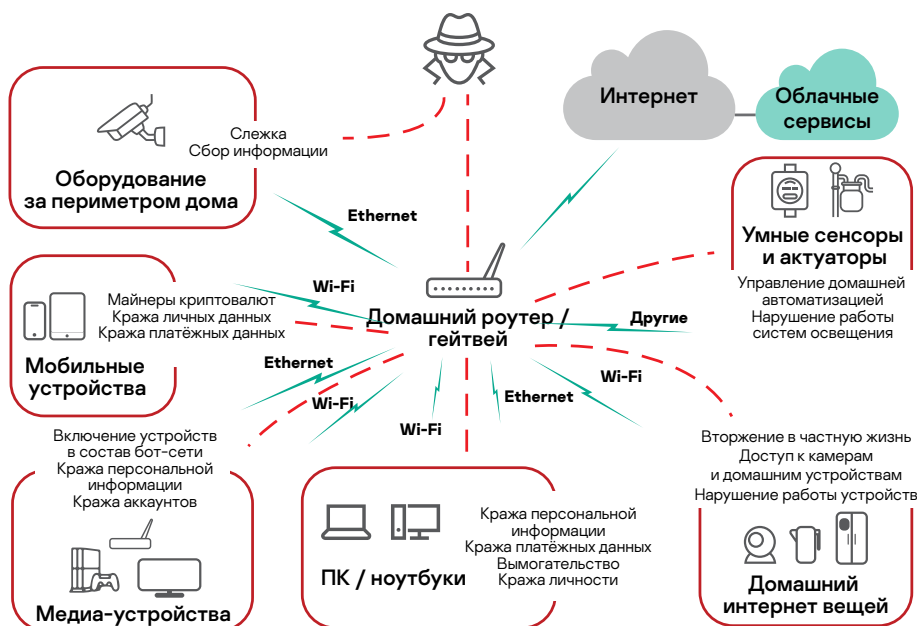 Интернет
Облачные
сервисы
Слежка
Сбор информации
Оборудование
за периметром дома
Ethernet
Умные сенсоры
и актуаторы
Управление домашней
автоматизацией
Нарушение работы
систем освещения
Wi-Fi
Майнеры криптовалют
Кража личных данных
Кража платёжных данных
Мобильные
устройства
Домашний роутер /
гейтвей
Другие
Ethernet
Wi-Fi
Wi-Fi
Ethernet
Wi-Fi
Включение устройств
в состав бот-сети
Кража персональной
информации
Кража аккаунтов
Медиа-устройства
ПК / ноутбуки
Кража персональной
информации
Кража платёжных данных
Вымогательство
Кража личности
Вторжение в частную жизнь
Доступ к камерам
и домашним устройствам
Нарушение работы устройств
Домашний
интернет вещей